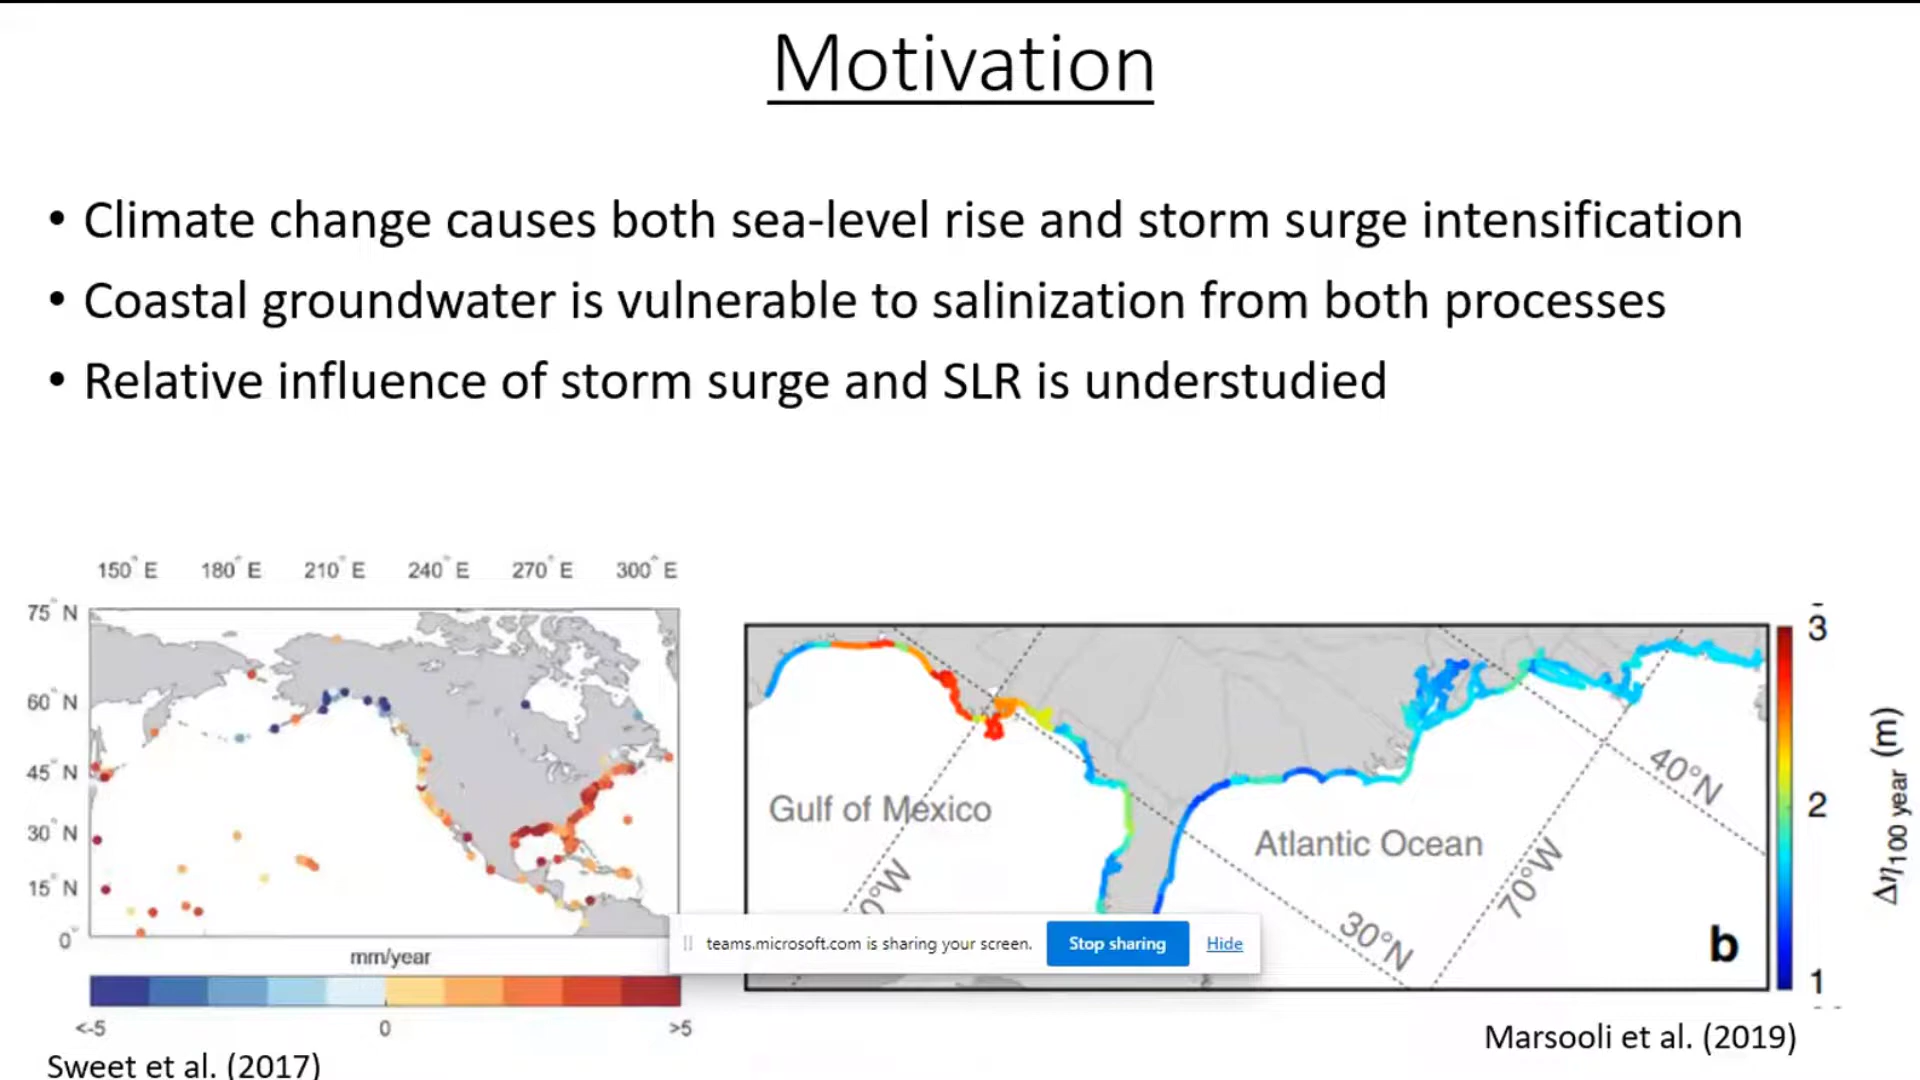 Motivation
• Climate change causes both sea-level rise and storm surge intensification
• Coastal groundwater is vulnerable to salinization from both processes
• Relative influence of storm surge and SLR is understudied
150° E 180° E 210° E 240° E 270° E 300° E
75° N
60° N
45° N
30° N
15° N
0°
mm/year
<-5 0 >5
Sweet et al. (2017)
Gulf of Mexico
Atlantic Ocean
0°W
70°W
40°N
30°N
b
3
2
1
Δη100 year (m)
teams.microsoft.com is sharing your screen. Stop sharing Hide
Marsooli et al. (2019)